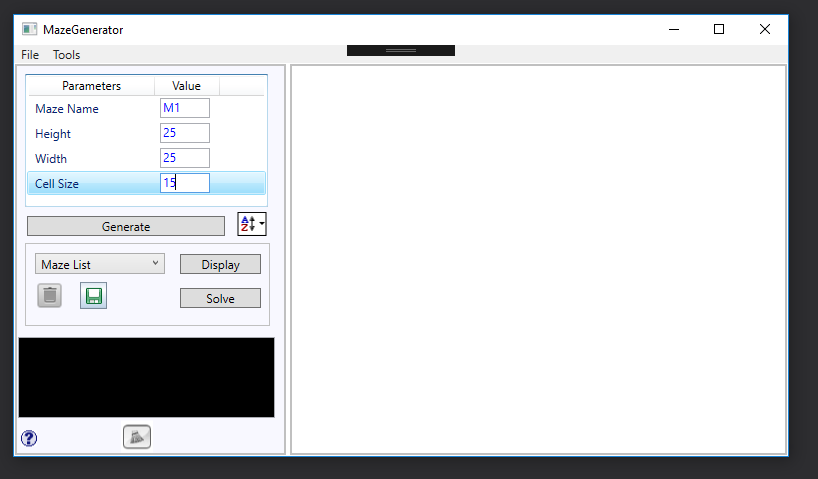 MazeGenerator
File Tools
Parameters Value
Maze Name M1
Height 25
Width 25
Cell Size 15
Generate
A
Z
Maze List Display
Solve
?